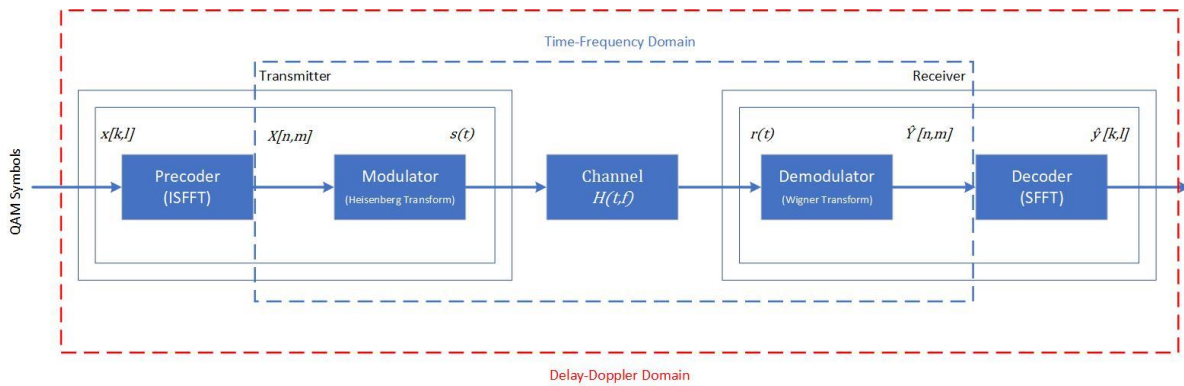 Time-Frequency Domain
Transmitter
Receiver
x[k,l]
X[n,m]
s(t)
r(t)
Ŷ [n,m]
ŷ [k,l]
QAM Symbols
Precoder
(ISFFT)
Modulator
(Heisenberg Transform)
Channel
H(t,f)
Demodulator
(Wigner Transform)
Decoder
(SFFT)
Delay-Doppler Domain